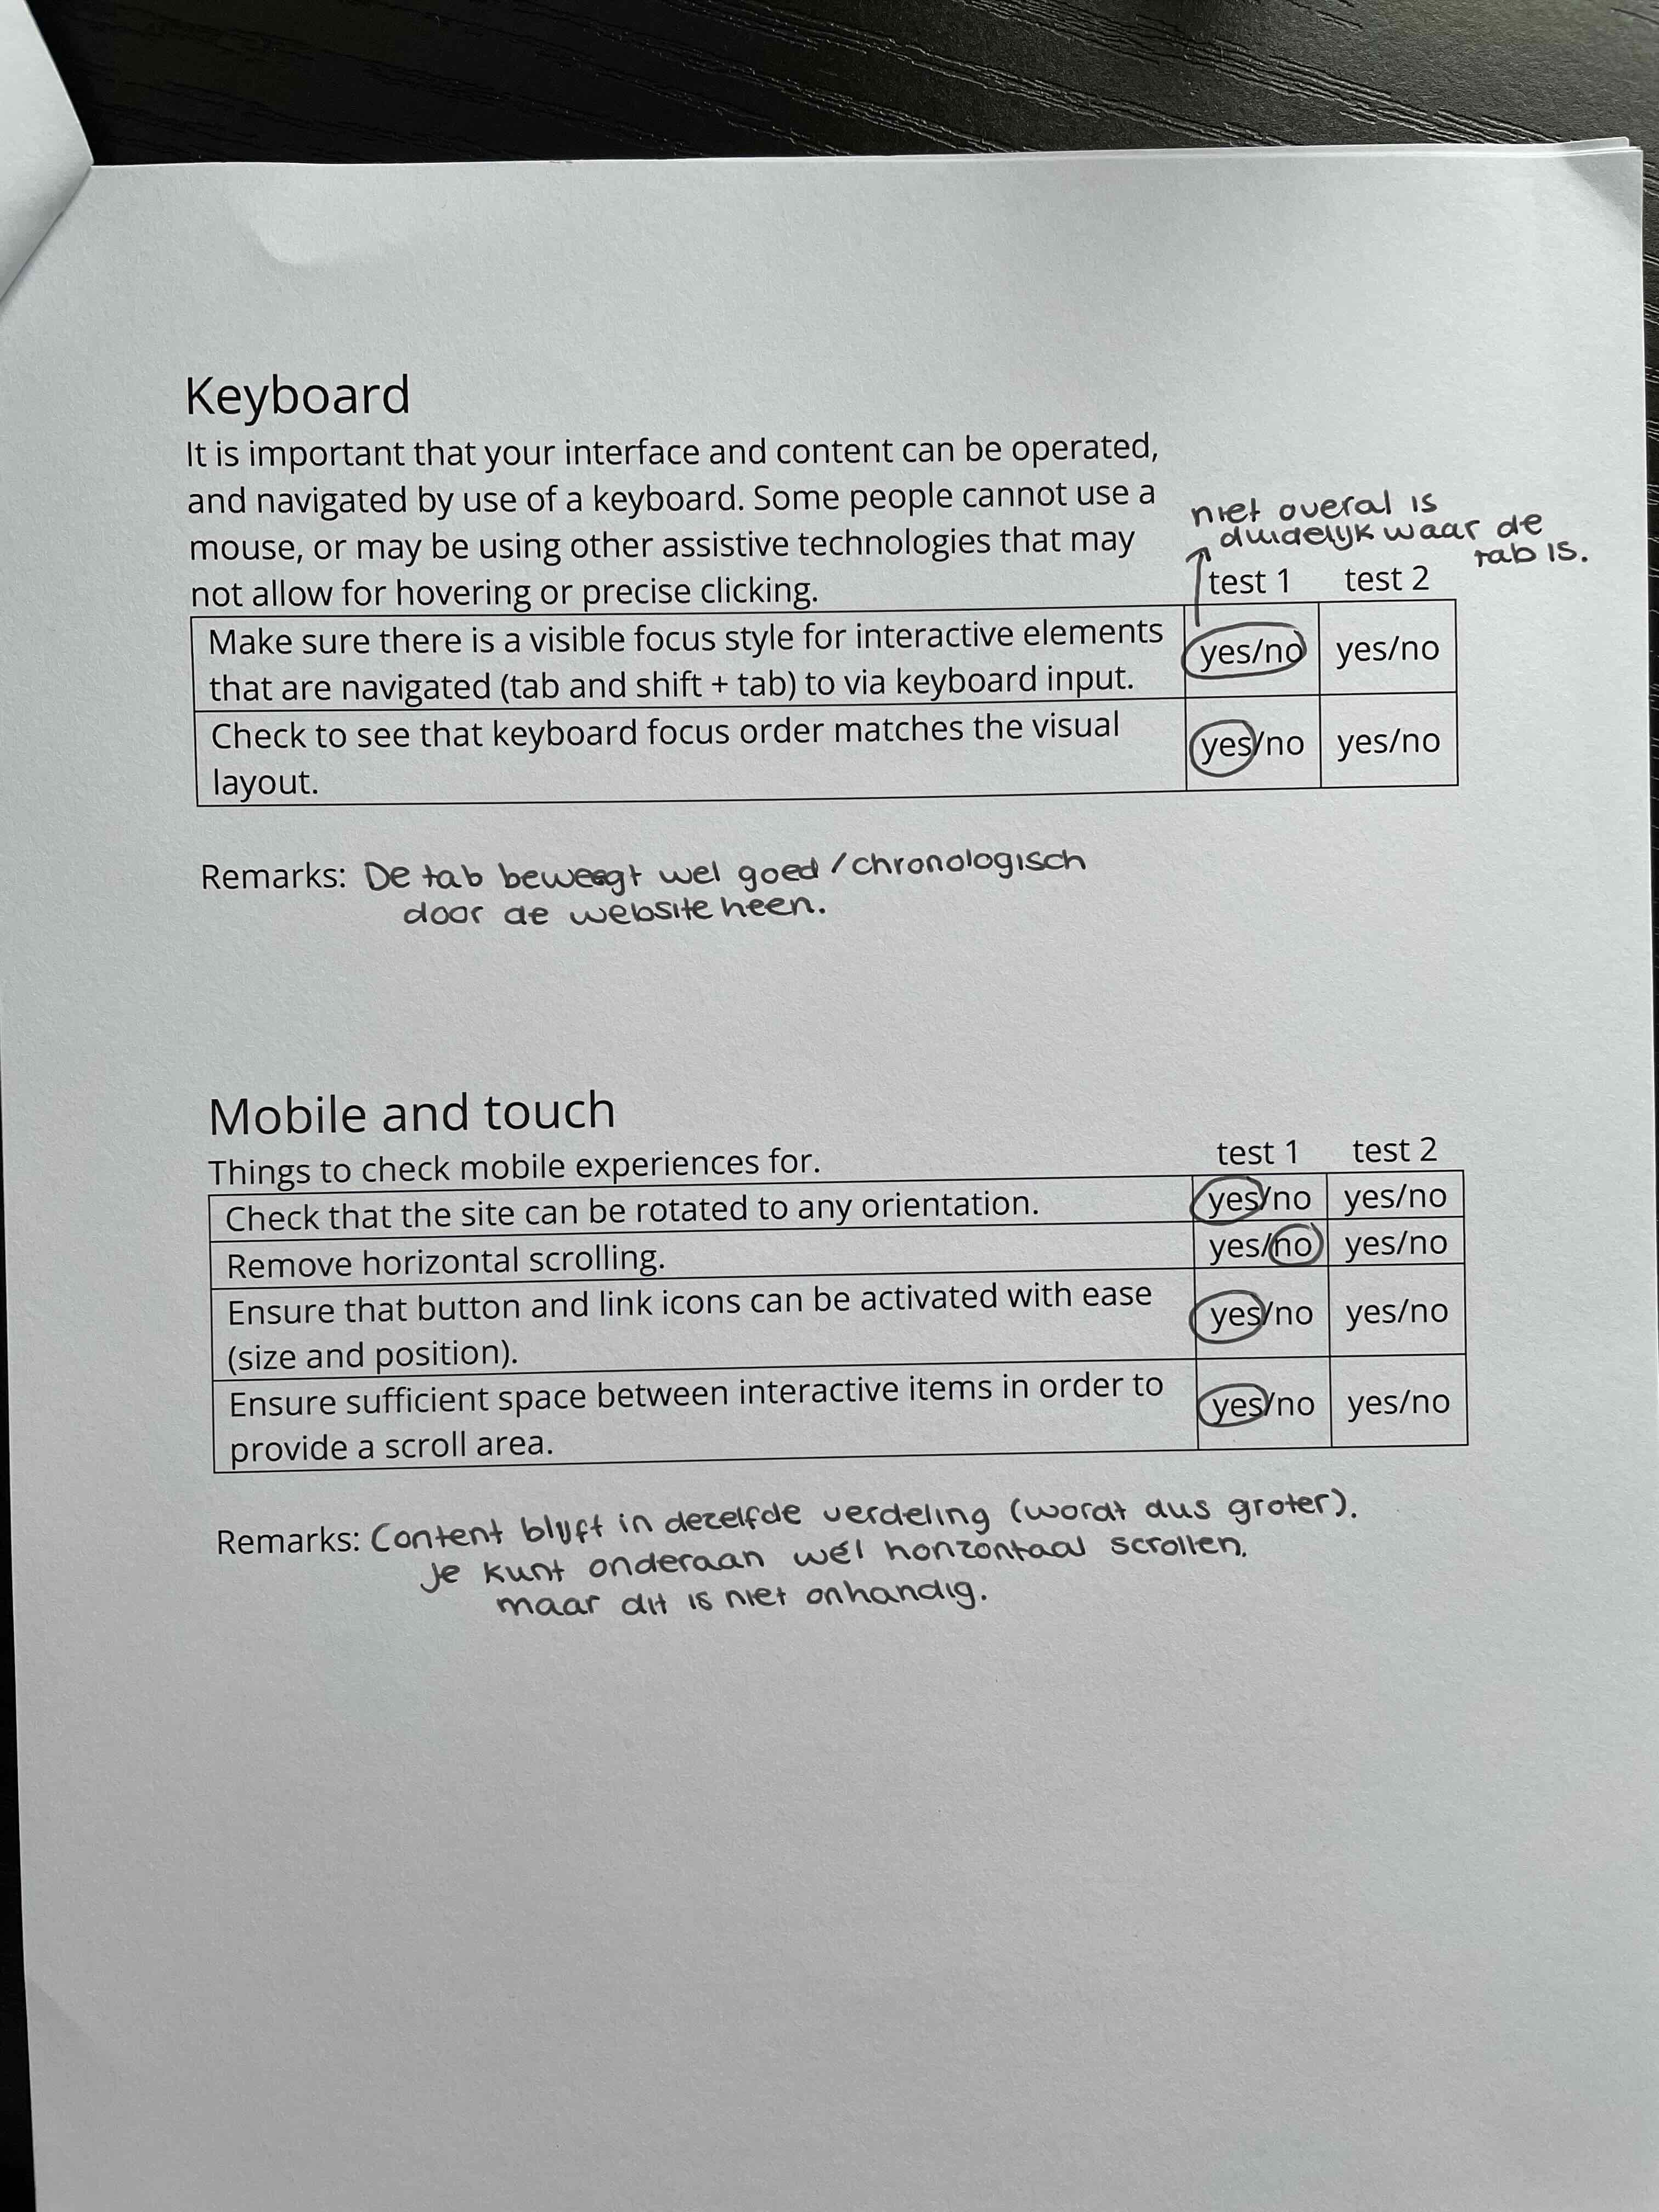 Keyboard
It is important that your interface and content can be operated,
and navigated by use of a keyboard. Some people cannot use a
mouse, or may be using other assistive technologies that may
not allow for hovering or precise clicking.
niet overal is
duidelijk waar de
tab is.
test 1 test 2
Make sure there is a visible focus style for interactive elements
that are navigated (tab and shift + tab) to via keyboard input.
yes/no yes/no
Check to see that keyboard focus order matches the visual
layout.
yes/no yes/no
Remarks: De tab beweegt wel goed / chronologisch
door de website heen.
Mobile and touch
Things to check mobile experiences for.
test 1 test 2
Check that the site can be rotated to any orientation. yes/no yes/no
Remove horizontal scrolling. yes/no yes/no
Ensure that button and link icons can be activated with ease
(size and position).
yes/no yes/no
Ensure sufficient space between interactive items in order to
provide a scroll area.
yes/no yes/no
Remarks: Content blijft in dezelfde verdeling (wordt dus groter).
Je kunt onderaan wél horizontaal scrollen.
maar dit is niet onhandig.